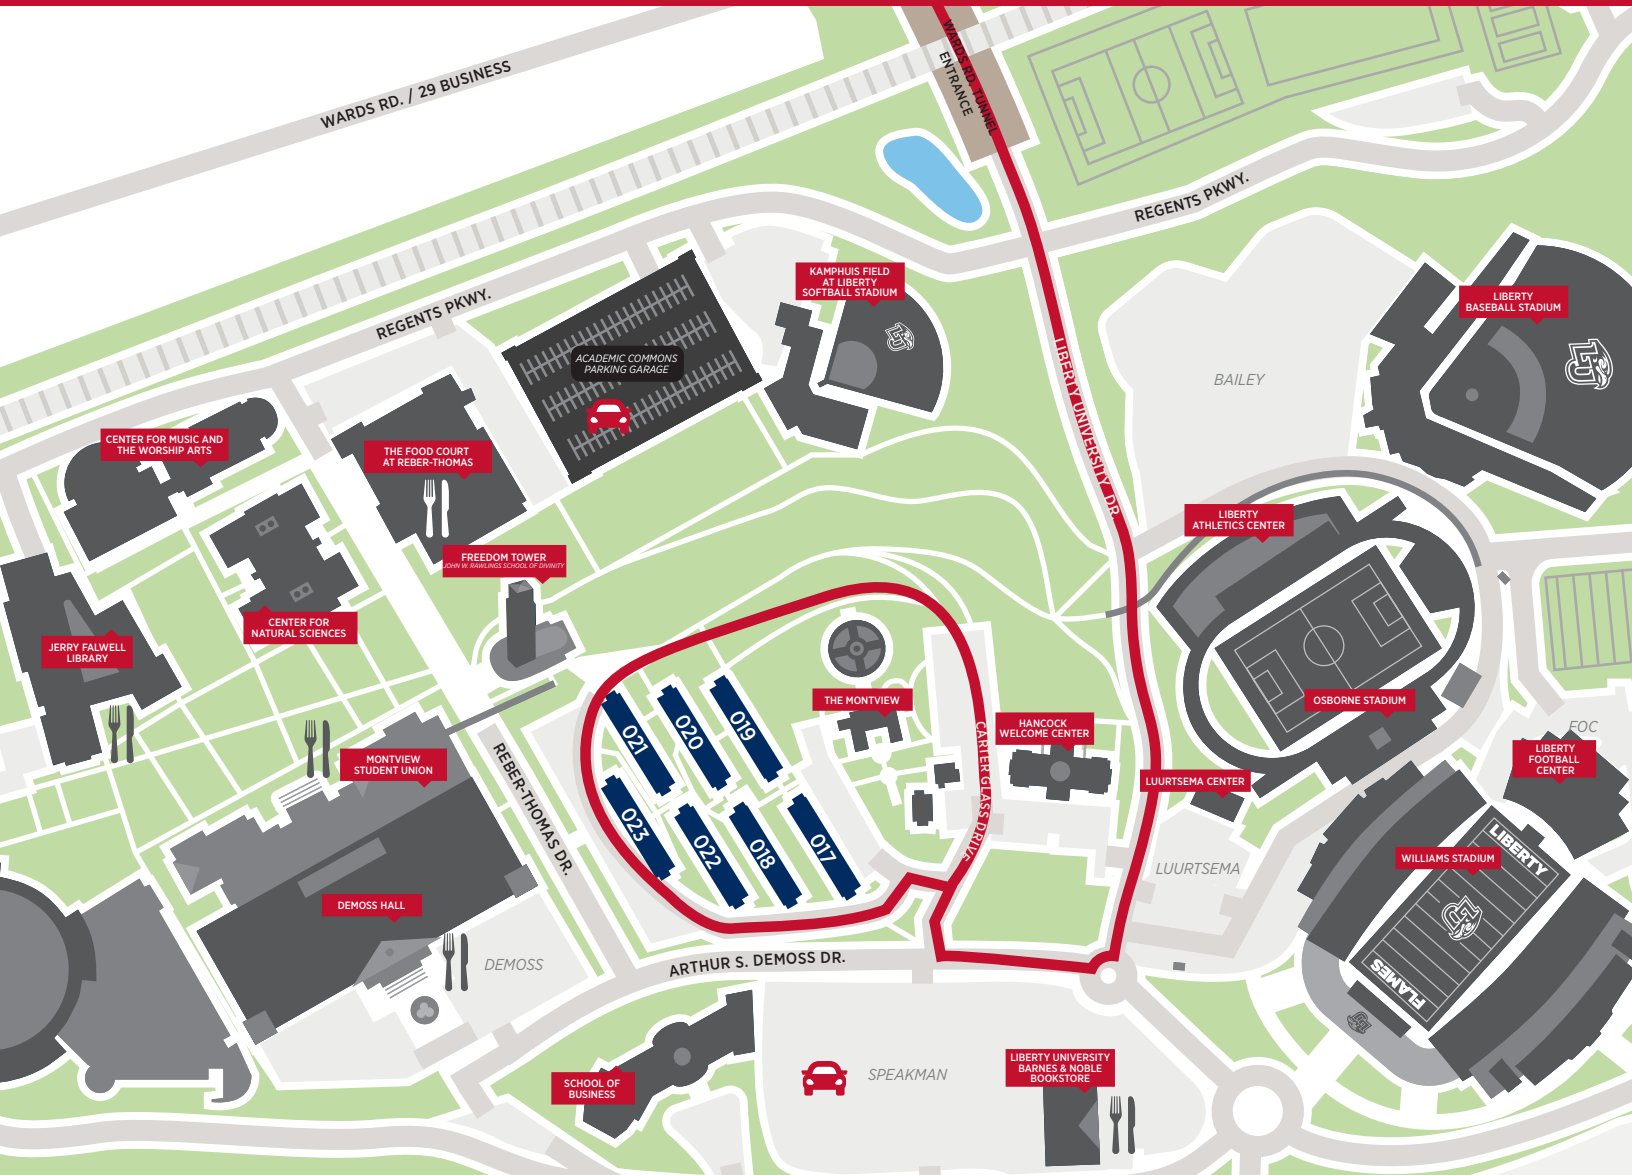 WARDS RD. TUNNEL
ENTRANCE
WARDS RD. / 29 BUSINESS
REGENTS PKWY.
KAMPHUIS FIELD
AT LIBERTY
SOFTBALL STADIUM
LIBERTY
BASEBALL STADIUM
LU
LU
REGENTS PKWY.
ACADEMIC COMMONS
PARKING GARAGE
LIBERTY UNIVERSITY DR.
BAILEY
CENTER FOR MUSIC AND
THE WORSHIP ARTS
THE FOOD COURT
AT REBER-THOMAS
LIBERTY
ATHLETICS CENTER
FREEDOM TOWER
JOHN W. RAWLINGS SCHOOL OF DIVINITY
CENTER FOR
NATURAL SCIENCES
JERRY FALWELL
LIBRARY
THE MONTVIEW
OSBORNE STADIUM
HANCOCK
WELCOME CENTER
FOC
021
020
019
LIBERTY
FOOTBALL
CENTER
MONTVIEW
STUDENT UNION
REBER-THOMAS DR.
CARTER GLASS DRIVE
LUURTSEMA CENTER
023
022
018
017
LIBERTY
WILLIAMS STADIUM
LUURTSEMA
DEMOSS HALL
LU
DEMOSS
ARTHUR S. DEMOSS DR.
FLAMES
LU
SCHOOL OF
BUSINESS
SPEAKMAN
LIBERTY UNIVERSITY
BARNES & NOBLE
BOOKSTORE